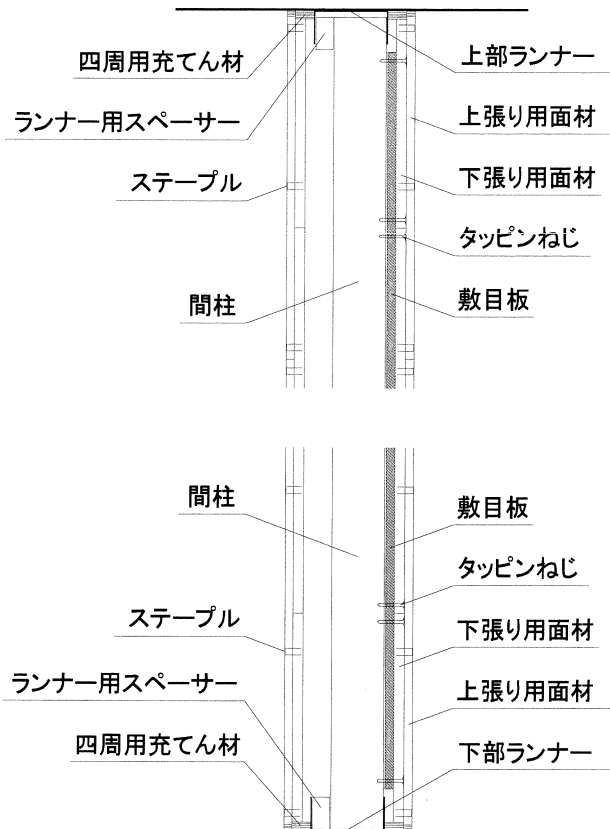 四周用充てん材
ランナー用スペーサー
ステープル
間柱
上部ランナー
上張り用面材
下張り用面材
タッピンねじ
敷目板
間柱
ステープル
ランナー用スペーサー
四周用充てん材
敷目板
タッピンねじ
下張り用面材
上張り用面材
下部ランナー